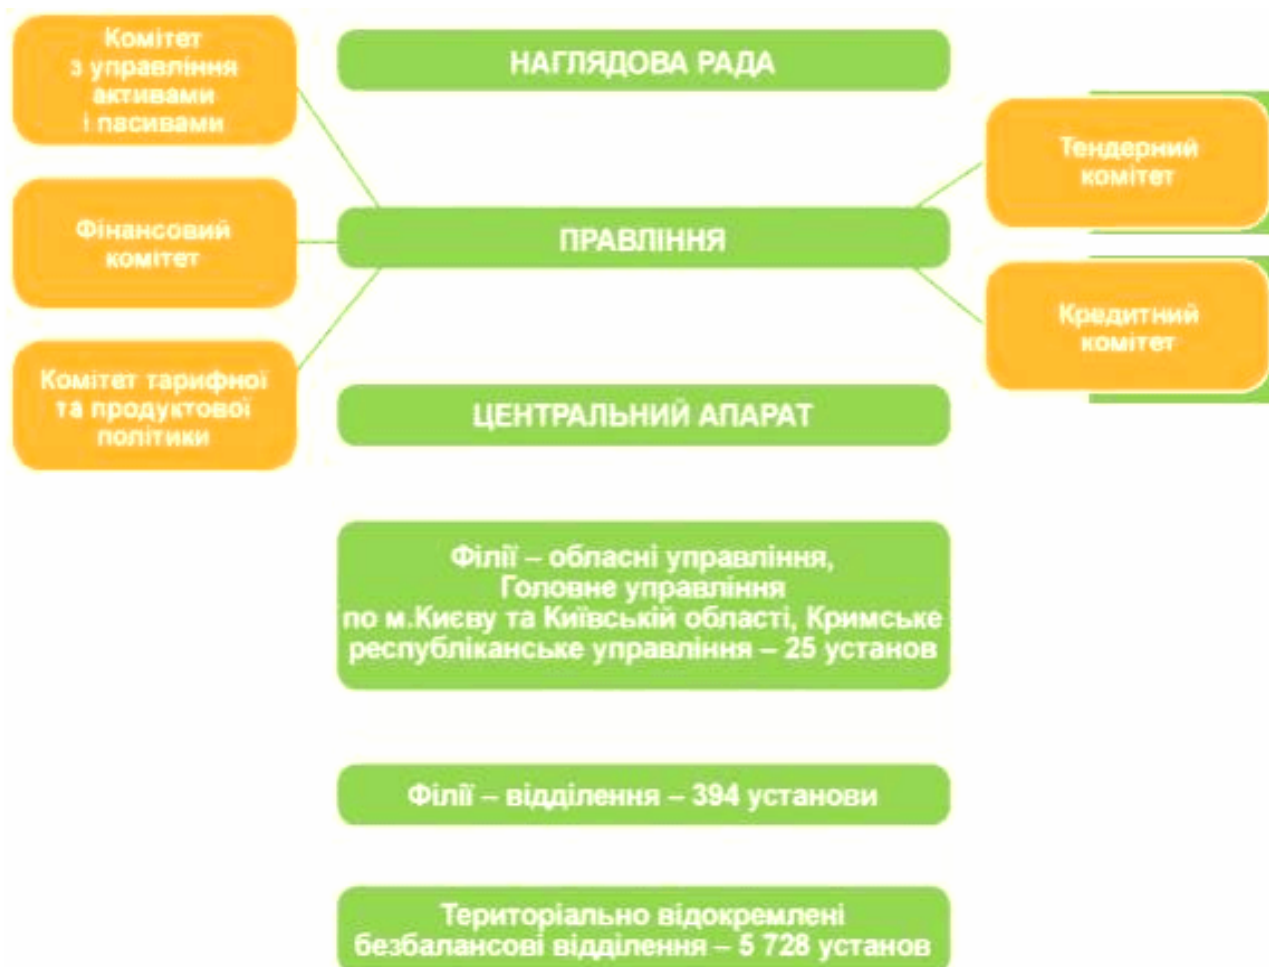 Комітет
з управління
активами
і пасивами
НАГЛЯДОВА РАДА
Тендерний
комітет
Фінансовий
комітет
ПРАВЛІННЯ
Кредитний
комітет
Комітет тарифної
та продуктової
політики
ЦЕНТРАЛЬНИЙ АПАРАТ
Філії – обласні управління,
Головне управління
по м.Києву та Київській області, Кримське
республіканське управління – 25 установ
Філії – відділення – 394 установи
Територіально відокремлені
безбалансові відділення – 5 728 установ